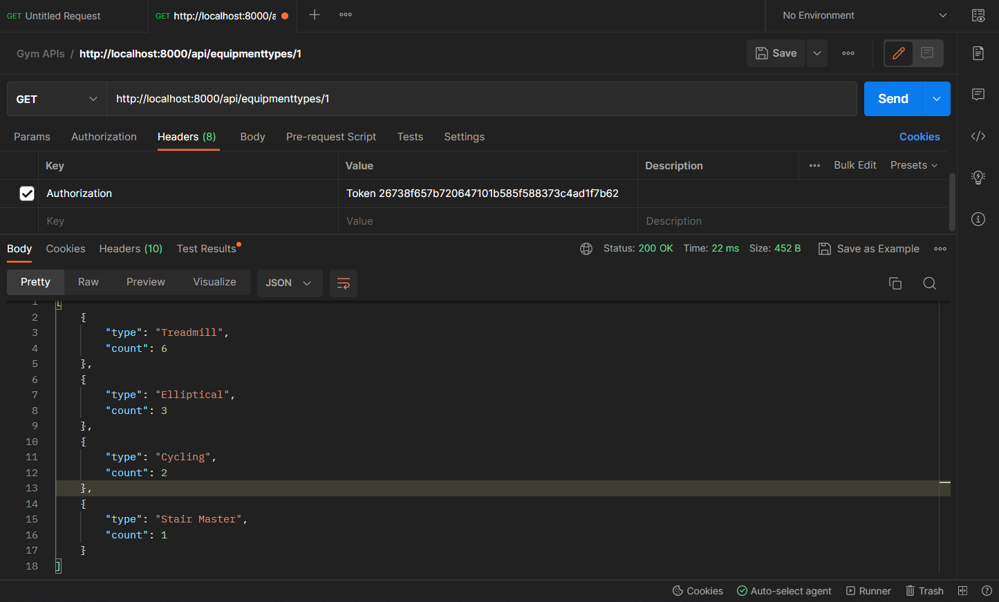 GET Untitled Request
GET http://localhost:8000/a
No Environment
Gym APIs / http://localhost:8000/api/equipmenttypes/1
Save
GET
http://localhost:8000/api/equipmenttypes/1
Send
Params Authorization Headers (8) Body Pre-request Script Tests Settings Cookies
Key Value Description Bulk Edit Presets
Authorization Token 26738f657b720647101b585f588373c4ad1f7b62
Key Value Description
Body Cookies Headers (10) Test Results Status: 200 OK Time: 22 ms Size: 452 B Save as Example
Pretty Raw Preview Visualize JSON
1 [
2 {
3 "type": "Treadmill",
4 "count": 6
5 },
6 {
7 "type": "Elliptical",
8 "count": 3
9 },
10 {
11 "type": "Cycling",
12 "count": 2
13 },
14 {
15 "type": "Stair Master",
16 "count": 1
17 }
18 ]
Cookies Auto-select agent Runner Trash